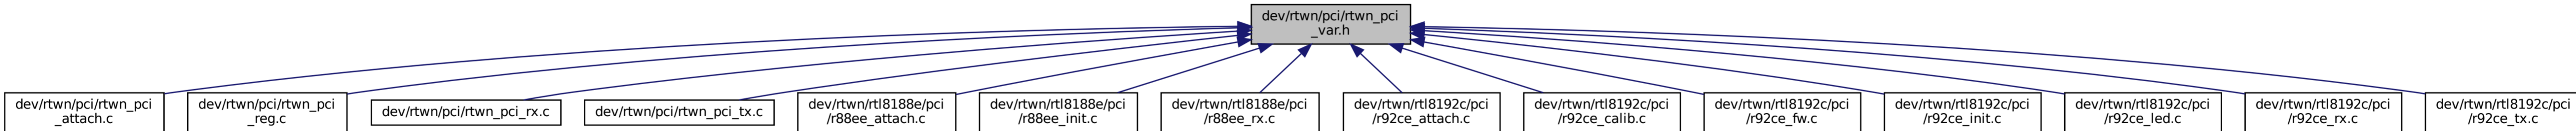 dev/rtwn/pci/rtwn_pci
_var.h
dev/rtwn/pci/rtwn_pci
_attach.c
dev/rtwn/pci/rtwn_pci
_reg.c
dev/rtwn/pci/rtwn_pci_rx.c
dev/rtwn/pci/rtwn_pci_tx.c
dev/rtwn/rtl8188e/pci
/r88ee_attach.c
dev/rtwn/rtl8188e/pci
/r88ee_init.c
dev/rtwn/rtl8188e/pci
/r88ee_rx.c
dev/rtwn/rtl8192c/pci
/r92ce_attach.c
dev/rtwn/rtl8192c/pci
/r92ce_calib.c
dev/rtwn/rtl8192c/pci
/r92ce_fw.c
dev/rtwn/rtl8192c/pci
/r92ce_init.c
dev/rtwn/rtl8192c/pci
/r92ce_led.c
dev/rtwn/rtl8192c/pci
/r92ce_rx.c
dev/rtwn/rtl8192c/pci
/r92ce_tx.c